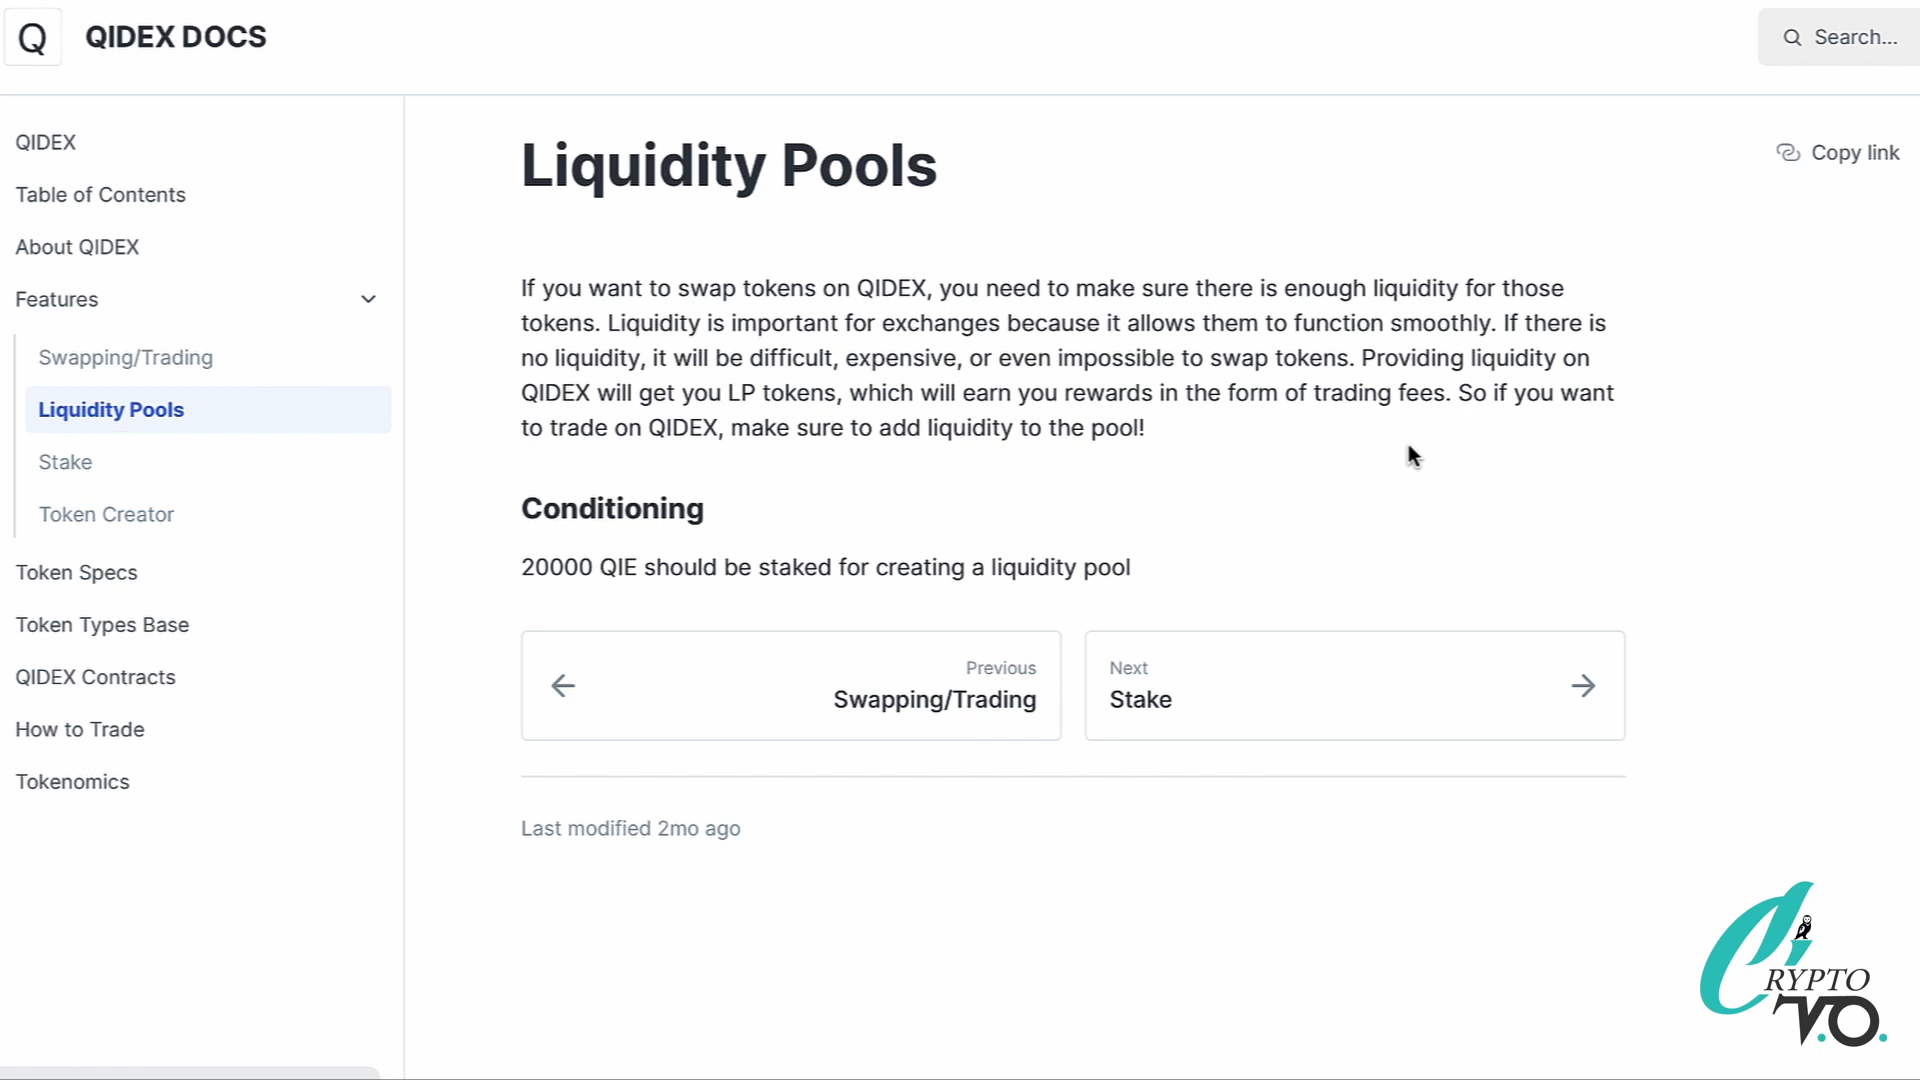 Q
QIDEX DOCS
Search...
QIDEX
Table of Contents
About QIDEX
Features
Swapping/Trading
Liquidity Pools
Stake
Token Creator
Token Specs
Token Types Base
QIDEX Contracts
How to Trade
Tokenomics
Liquidity Pools
Copy link
If you want to swap tokens on QIDEX, you need to make sure there is enough liquidity for those
tokens. Liquidity is important for exchanges because it allows them to function smoothly. If there is
no liquidity, it will be difficult, expensive, or even impossible to swap tokens. Providing liquidity on
QIDEX will get you LP tokens, which will earn you rewards in the form of trading fees. So if you want
to trade on QIDEX, make sure to add liquidity to the pool!
Conditioning
20000 QIE should be staked for creating a liquidity pool
Previous
Swapping/Trading
Next
Stake
Last modified 2mo ago
CRYPTO
V.O.